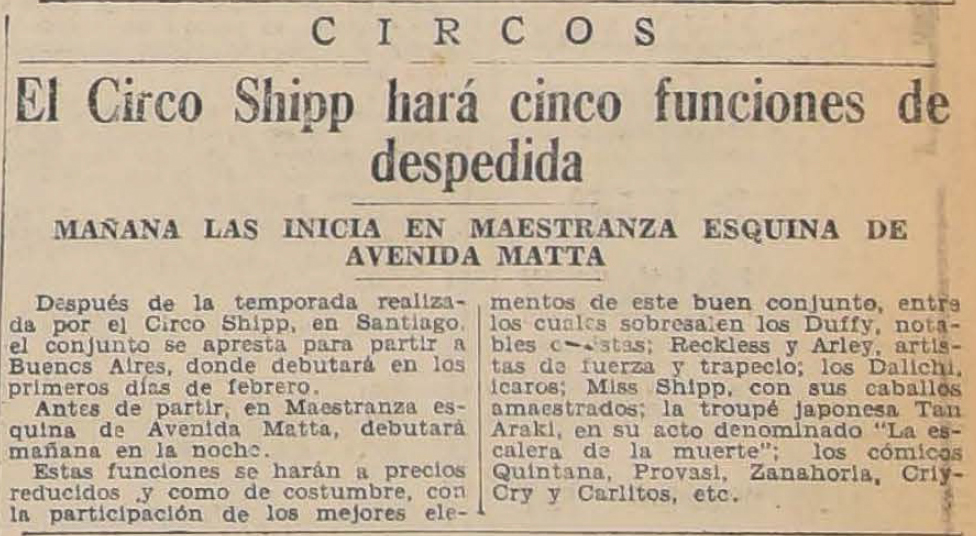 CIRCOS
El Circo Shipp hará cinco funciones de
despedida
MAÑANA LAS INICIA EN MAESTRANZA ESQUINA DE
AVENIDA MATTA
Después de la temporada realiza-
da por el Circo Shipp, en Santiago,
el conjunto se apresta para partir a
Buenos Aires, donde debutará en los
primeros días de febrero.
Antes de partir, en Maestranza es-
quina de Avenida Matta, debutará
mañana en la noche.
Estas funciones se harán a precios
reducidos y como de costumbre, con
la participación de los mejores ele-
mentos de este buen conjunto, entre
los cuales sobresalen los Duffy, nota-
bles Reckless y Arley, artis-
tas de fuerza y trapecio; los Dalichi,
icaros; Miss Shipp, con sus caballos
amaestrados; la troupé japonesa Tan
Araki, en su acto denominado "La es-
calera de la muerte"; los cómicos
Quintana, Provasi, Zanahoria, Criy-
Cry y Carlitos, etc.